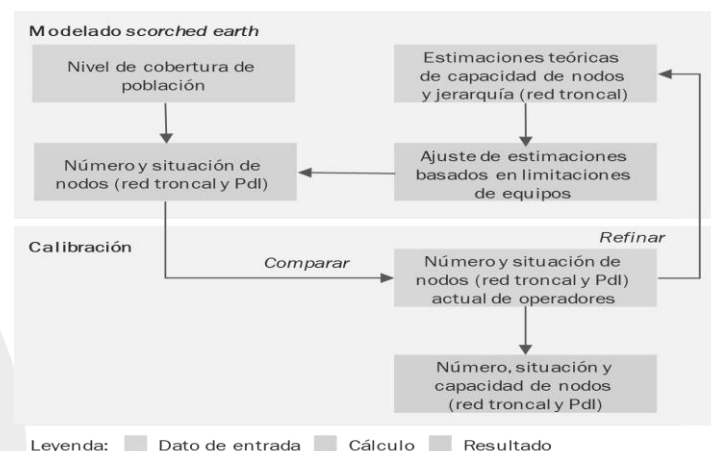 Modelado scorched earth
Nivel de cobertura de
población
Estimaciones teóricas
de capacidad de nodos
y jerarquía (red troncal)
Número y situación de
nodos (red troncal y PdI)
Ajuste de estimaciones
basados en limitaciones
de equipos
Calibración
Comparar
Refinar
Número y situación de
nodos (red troncal y PdI)
actual de operadores
Número, situación y
capacidad de nodos
(red troncal y PdI)
Leyenda: Dato de entrada Cálculo Resultado